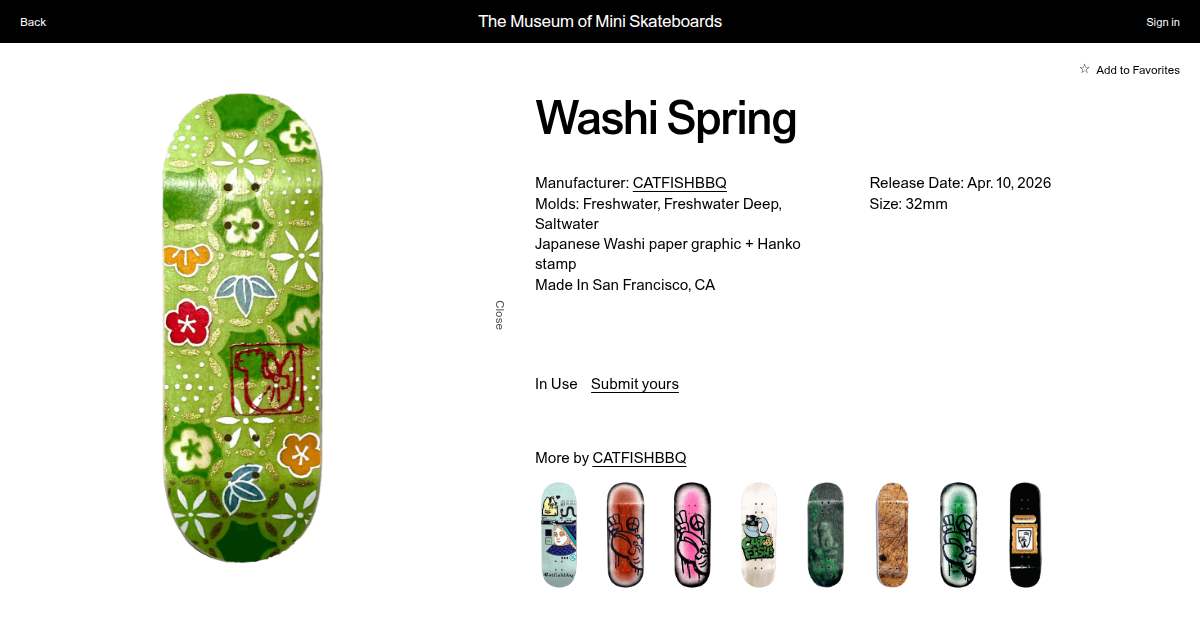 Back
The Museum of Mini Skateboards
Sign in
☆ Add to Favorites
Washi Spring
Manufacturer: CATFISHBBQ
Molds: Freshwater, Freshwater Deep,
Saltwater
Japanese Washi paper graphic + Hanko
stamp
Made In San Francisco, CA
Release Date: Apr. 10, 2026
Size: 32mm
Close
In Use Submit yours
More by CATFISHBBQ